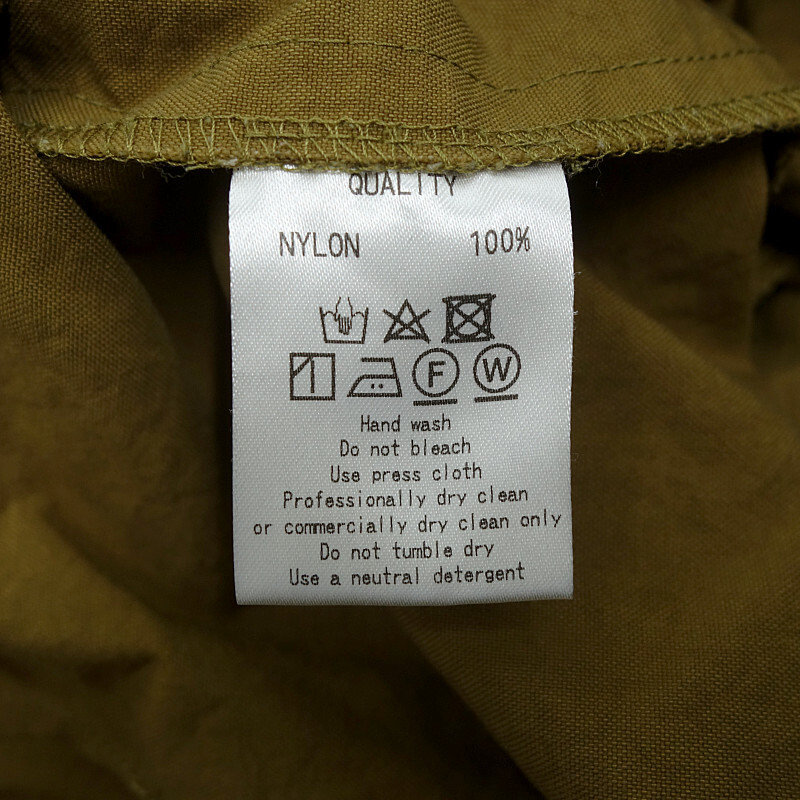 QUALITY
NYLON 100%
F W
Hand wash
Do not bleach
Use press cloth
Professionally dry clean
or commercially dry clean only
Do not tumble dry
Use a neutral detergent